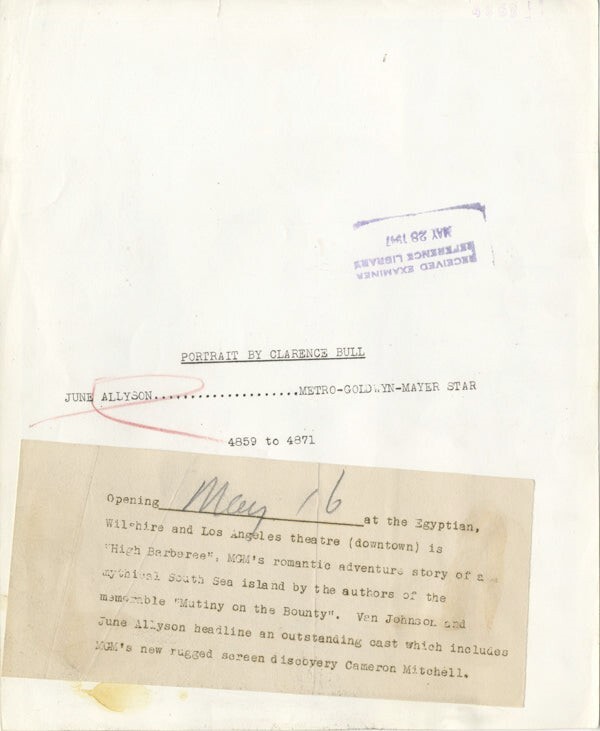 RECEIVED EXAMINER
REFERENCE LIBRARY
MAY 28 1947
PORTRAIT BY CLARENCE BULL
JUNE ALLYSON....................METRO-GOLDWYN-MAYER STAR
4859 to 4871
Opening May 16 at the Egyptian,
Wilshire and Los Angeles theatre (downtown) is
"High Barberee", MGM's romantic adventure story of a
mythical South Sea island by the authors of the
memorable "Mutiny on the Bounty". Van Johnson and
June Allyson headline an outstanding cast which includes
MGM's new rugged screen discovery Cameron Mitchell.